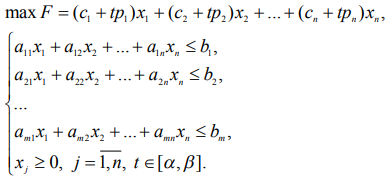 max F = (c₁ + tp₁)x₁ + (c₂ + tp₂)x₂ + ... + (cₙ + tpₙ)xₙ,
a₁₁x₁ + a₁₂x₂ + ... + a₁ₙxₙ ≤ b₁,
a₂₁x₁ + a₂₂x₂ + ... + a₂ₙxₙ ≤ b₂,
...
aₘ₁x₁ + aₘ₂x₂ + ... + aₘₙxₙ ≤ bₘ,
xⱼ ≥ 0, j = \overline{1,n}, t ∈ [α, β].